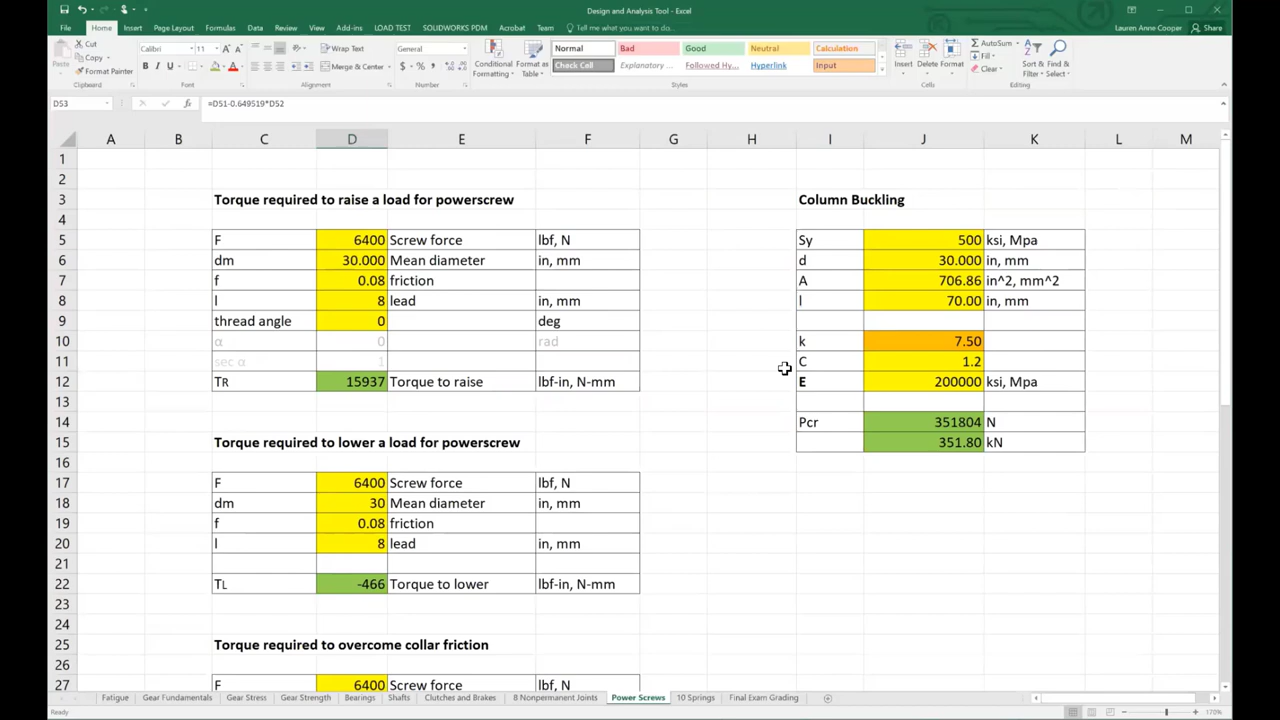 Design and Analysis Tool - Excel
File Home Insert Page Layout Formulas Data Review View Add-ins LOAD TEST SOLIDWORKS PDM Acrobat Team Tell me what you want to do... Lauren Anne Cooper Share
Cut Calibri 11 Wrap Text General Normal Bad Good Neutral Calculation AutoSum
Copy Paste Conditional Format as Insert Delete Format Sort & Find &
Format Painter Merge & Center Formatting Table Check Cell Explanatory ... Followed Hy... Hyperlink Input Clear Filter Select
Clipboard Font Alignment Number Styles Cells Editing
D53 =D51-0.649519*D52
A B C D E F G H I J K L M
1
2
3 Torque required to raise a load for powerscrew Column Buckling
4
5 F 6400 Screw force lbf, N Sy 500 ksi, Mpa
6 dm 30.000 Mean diameter in, mm d 30.000 in, mm
7 f 0.08 friction A 706.86 in^2, mm^2
8 l 8 lead in, mm l 70.00 in, mm
9 thread angle 0 deg
10 α 0 rad k 7.50
11 sec α 1 C 1.2
12 TR 15937 Torque to raise lbf-in, N-mm E 200000 ksi, Mpa
13
14 Pcr 351804 N
15 Torque required to lower a load for powerscrew 351.80 kN
16
17 F 6400 Screw force lbf, N
18 dm 30 Mean diameter in, mm
19 f 0.08 friction
20 l 8 lead in, mm
21
22 TL -466 Torque to lower lbf-in, N-mm
23
24
25 Torque required to overcome collar friction
26
27 F 6400 Screw force lbf, N
Fatigue Gear Fundamentals Gear Stress Gear Strength Bearings Shafts Clutches and Brakes 8 Nonpermanent Joints Power Screws 10 Springs Final Exam Grading
Ready 170%